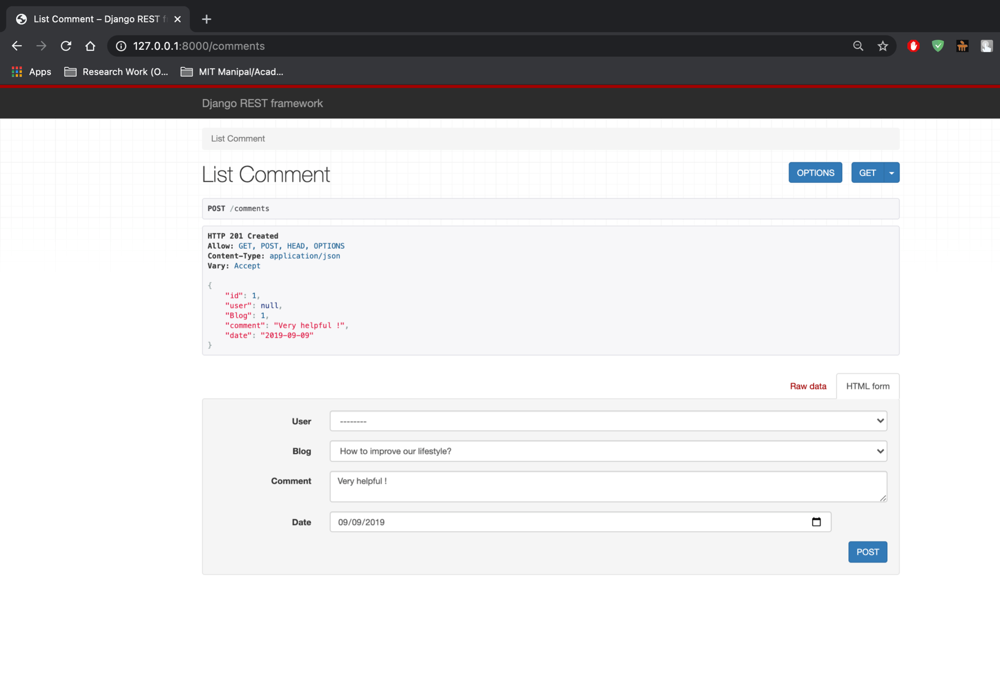 List Comment – Django REST f
127.0.0.1:8000/comments
Apps
Research Work (O...
MIT Manipal/Acad...
Django REST framework
List Comment
List Comment
OPTIONS
GET
POST /comments
HTTP 201 Created
Allow: GET, POST, HEAD, OPTIONS
Content-Type: application/json
Vary: Accept
{
"id": 1,
"user": null,
"Blog": 1,
"comment": "Very helpful !",
"date": "2019-09-09"
}
Raw data
HTML form
User
--------
Blog
How to improve our lifestyle?
Comment
Very helpful !
Date
09/09/2019
POST